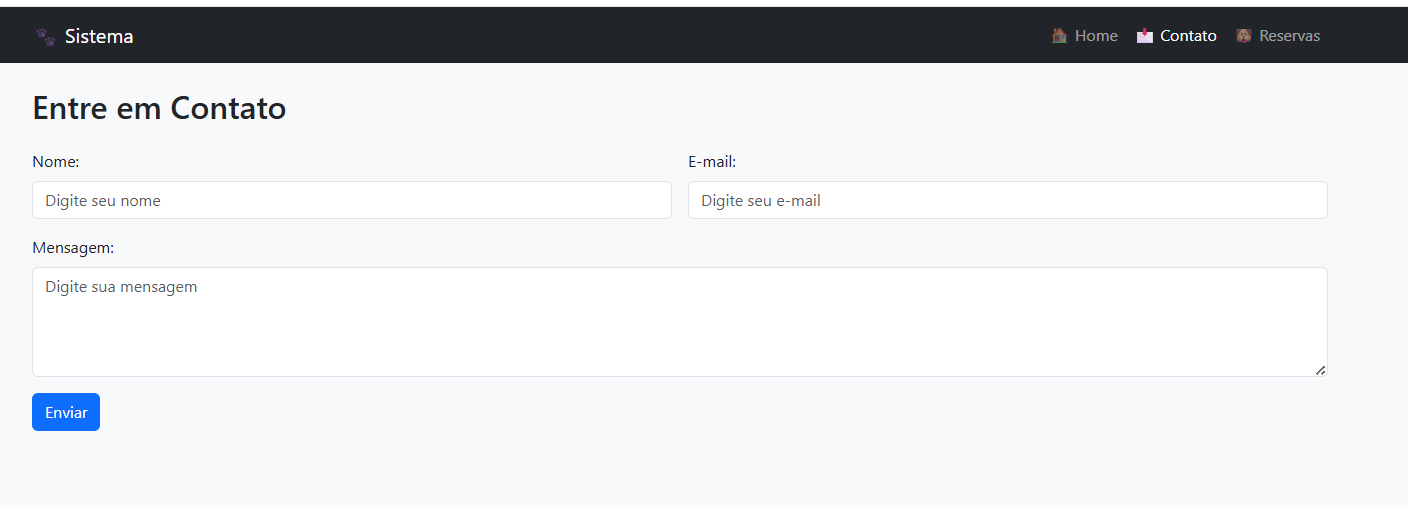 🐾 Sistema
🏠 Home 📩 Contato 🐶 Reservas
Entre em Contato
Nome: E-mail:
Digite seu nome Digite seu e-mail
Mensagem:
Digite sua mensagem
Enviar